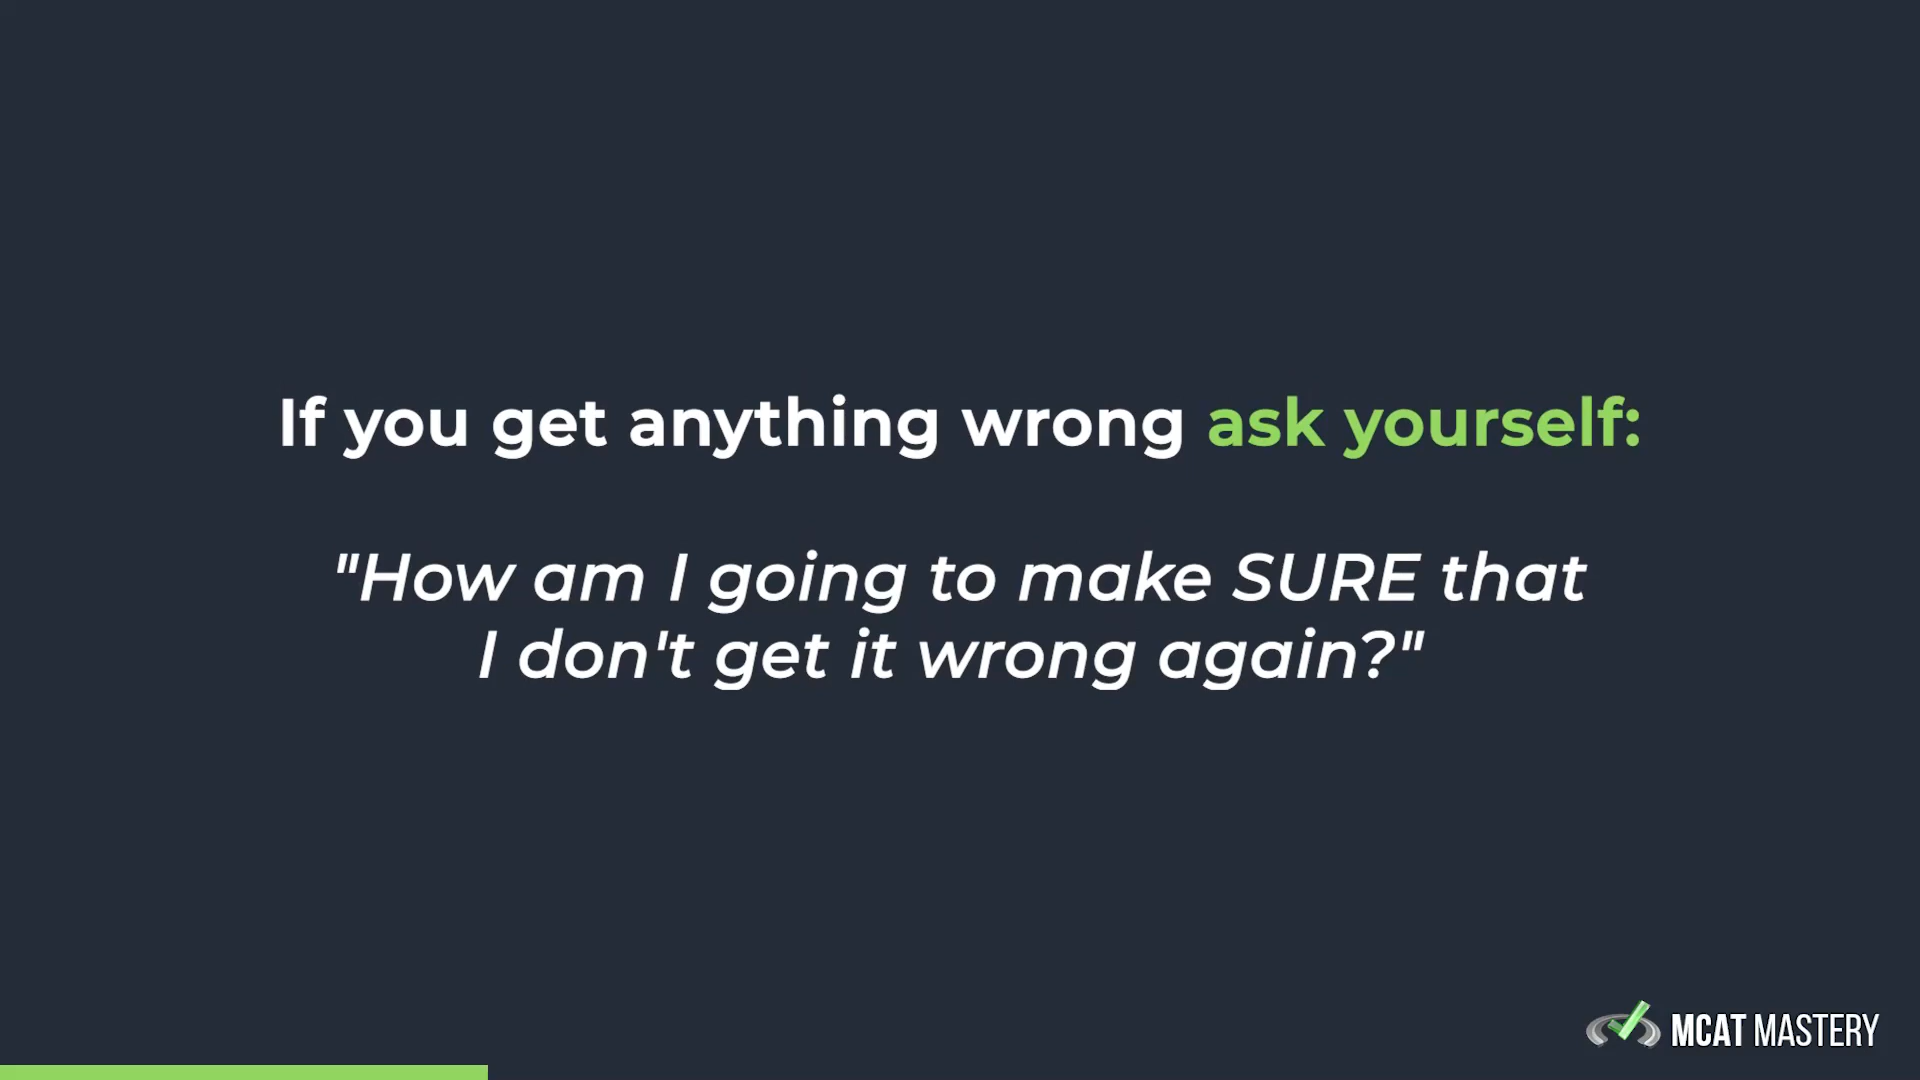 If you get anything wrong ask yourself:
"How am I going to make SURE that
I don't get it wrong again?"
MCAT MASTERY